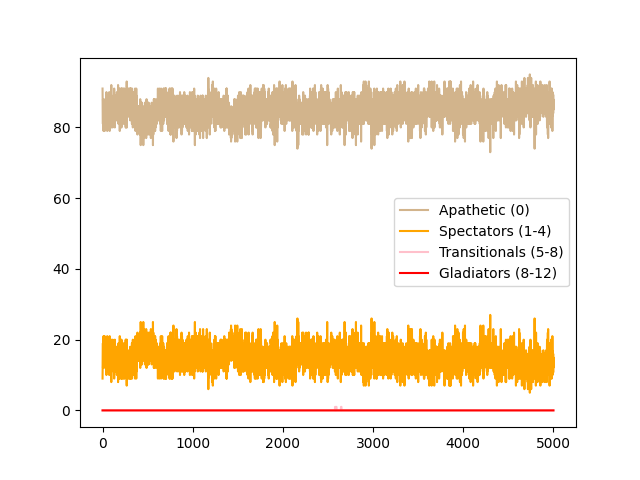 80
60
40
20
0
0 1000 2000 3000 4000 5000
Apathetic (0)
Spectators (1-4)
Transitionals (5-8)
Gladiators (8-12)